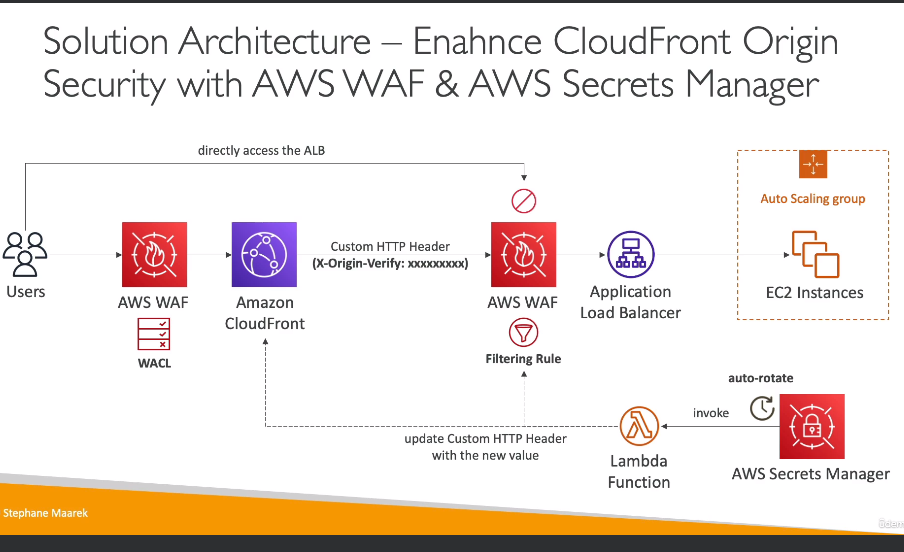 Solution Architecture – Enahnce CloudFront Origin
Security with AWS WAF & AWS Secrets Manager
directly access the ALB
Auto Scaling group
Custom HTTP Header
(X-Origin-Verify: xxxxxxxxx)
Users
AWS WAF
Amazon
CloudFront
AWS WAF
Application
Load Balancer
EC2 Instances
WACL
Filtering Rule
auto-rotate
invoke
update Custom HTTP Header
with the new value
Lambda
Function
AWS Secrets Manager
Stephane Maarek